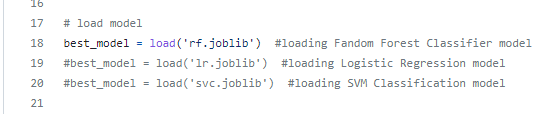 16
17 # load model
18 best_model = load('rf.joblib') #loading Fandom Forest Classifier model
19 #best_model = load('lr.joblib') #loading Logistic Regression model
20 #best_model = load('svc.joblib') #loading SVM Classification model
21